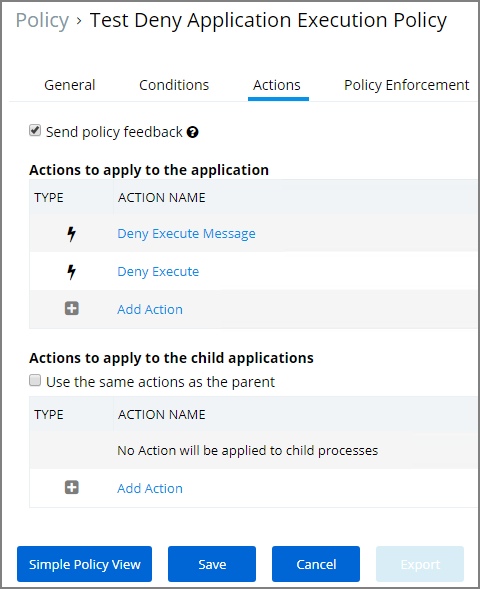 Policy › Test Deny Application Execution Policy
General Conditions Actions Policy Enforcement
Send policy feedback
Actions to apply to the application
TYPE ACTION NAME
Deny Execute Message
Deny Execute
Add Action
Actions to apply to the child applications
Use the same actions as the parent
TYPE ACTION NAME
No Action will be applied to child processes
Add Action
Simple Policy View Save Cancel Export